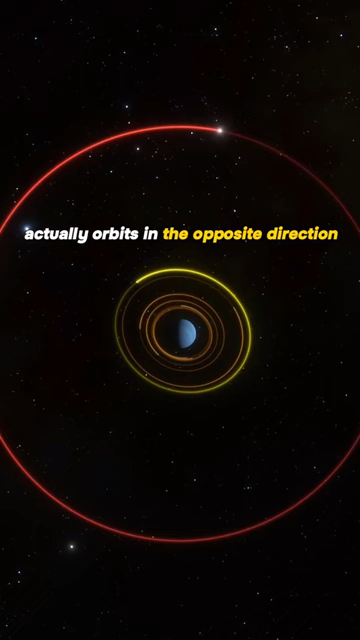 actually orbits in the opposite direction